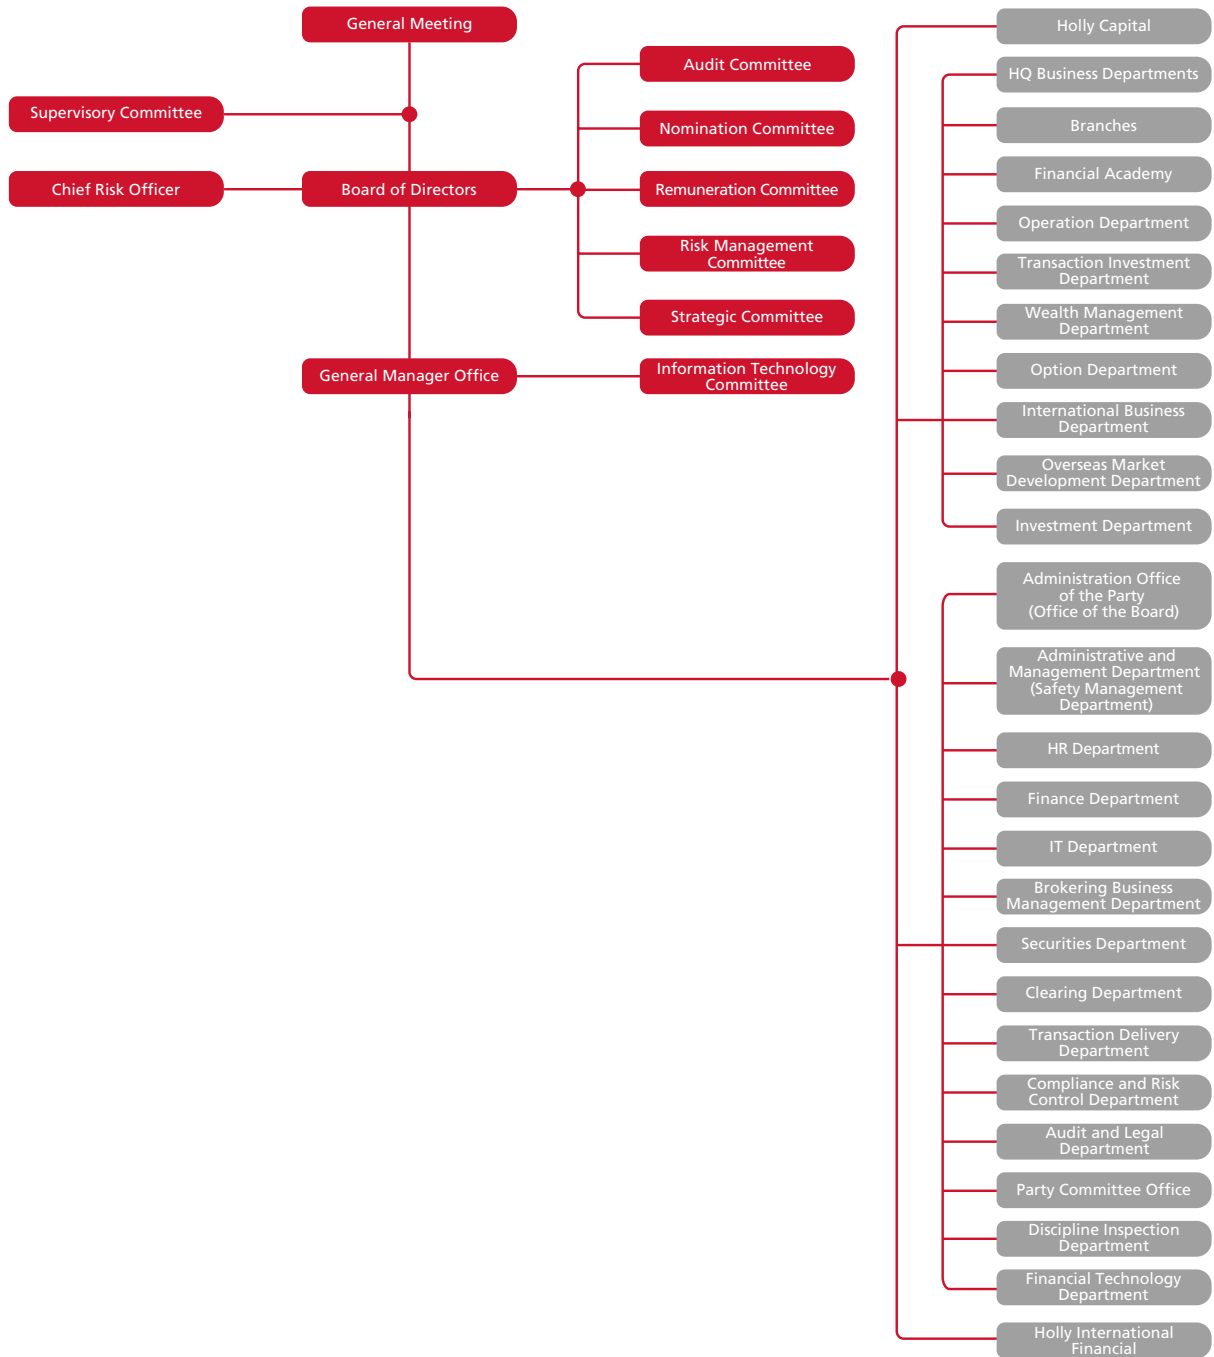 General Meeting
Supervisory Committee
Chief Risk Officer
Board of Directors
General Manager Office
Audit Committee
Nomination Committee
Remuneration Committee
Risk Management
Committee
Strategic Committee
Information Technology
Committee
Holly Capital
HQ Business Departments
Branches
Financial Academy
Operation Department
Transaction Investment
Department
Wealth Management
Department
Option Department
International Business
Department
Overseas Market
Development Department
Investment Department
Administration Office
of the Party
(Office of the Board)
Administrative and
Management Department
(Safety Management
Department)
HR Department
Finance Department
IT Department
Brokering Business
Management Department
Securities Department
Clearing Department
Transaction Delivery
Department
Compliance and Risk
Control Department
Audit and Legal
Department
Party Committee Office
Discipline Inspection
Department
Financial Technology
Department
Holly International
Financial